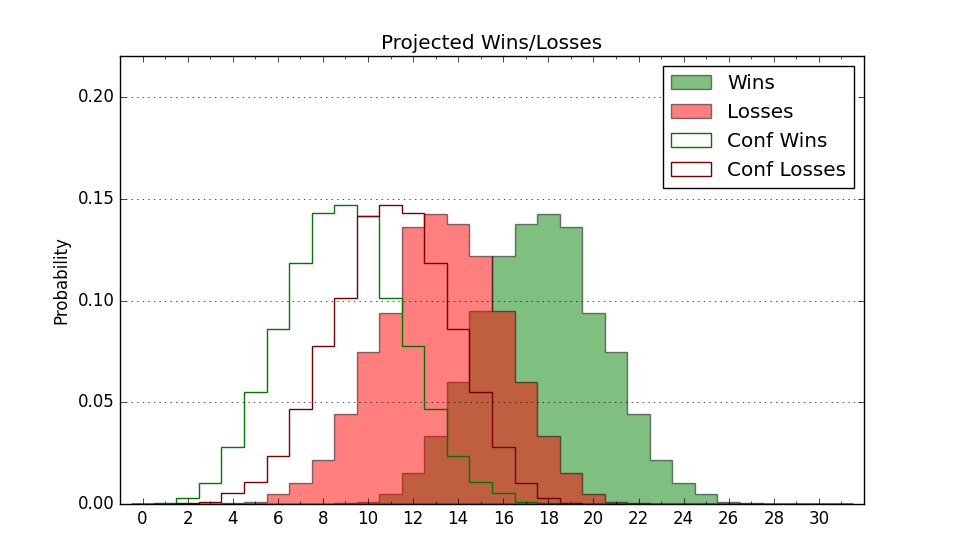 Projected Wins/Losses
Wins
Losses
Conf Wins
Conf Losses
Probability
0.20
0.15
0.10
0.05
0.00
0 2 4 6 8 10 12 14 16 18 20 22 24 26 28 30